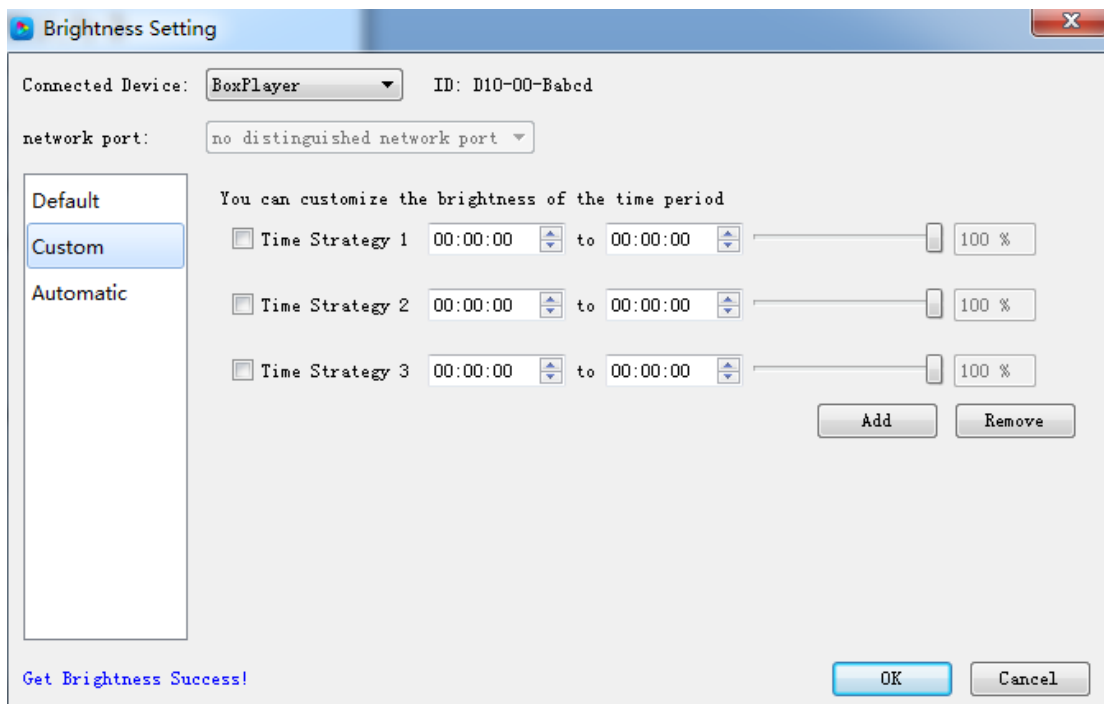 Brightness Setting
Connected Device: BoxPlayer ID: D10-00-Babcd
network port: no distinguished network port
Default
Custom
Automatic
You can customize the brightness of the time period
Time Strategy 1 00:00:00 to 00:00:00 100 %
Time Strategy 2 00:00:00 to 00:00:00 100 %
Time Strategy 3 00:00:00 to 00:00:00 100 %
Add Remove
Get Brightness Success! OK Cancel